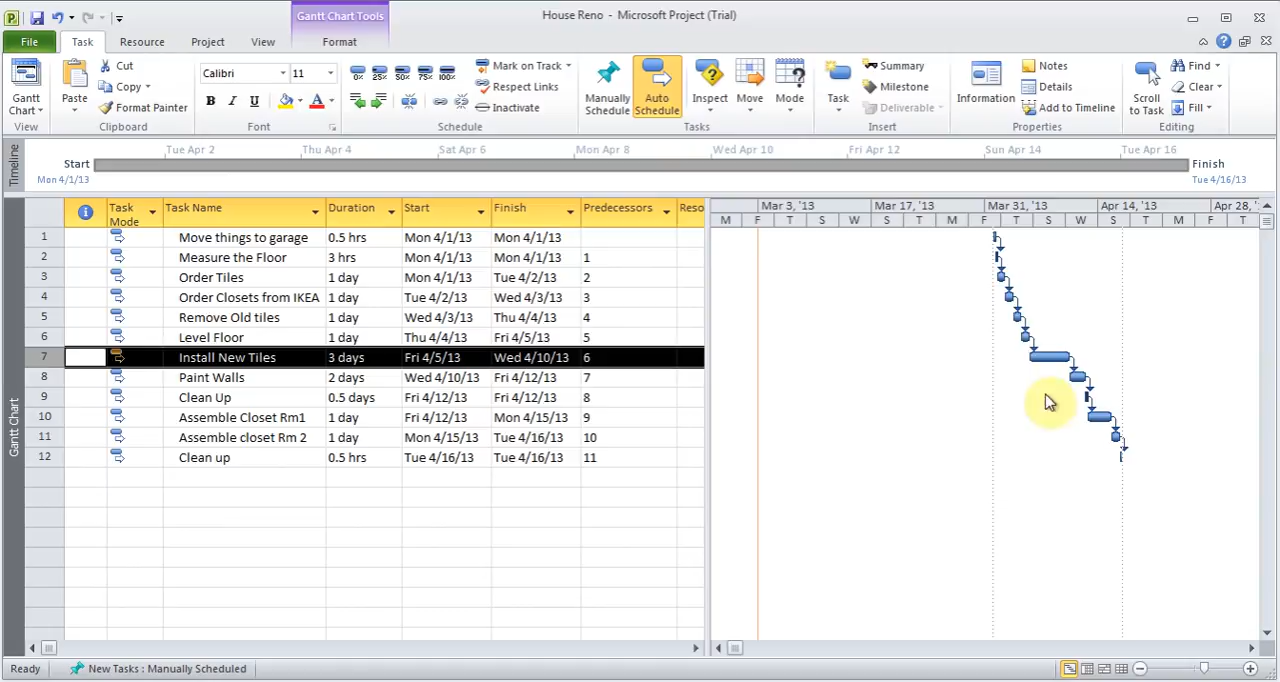 Gantt Chart Tools
House Reno - Microsoft Project (Trial)
File Task Resource Project View Format
Gantt Chart
View
Paste
Cut
Copy
Format Painter
Clipboard
Calibri 11
B I U A
Font
0% 25% 50% 75% 100%
Mark on Track
Respect Links
Inactivate
Schedule
Manually Schedule
Auto Schedule
Inspect
Move
Mode
Tasks
Task
Summary
Milestone
Deliverable
Insert
Information
Notes
Details
Add to Timeline
Properties
Scroll to Task
Find
Clear
Fill
Editing
Timeline
Tue Apr 2 Thu Apr 4 Sat Apr 6 Mon Apr 8 Wed Apr 10 Fri Apr 12 Sun Apr 14 Tue Apr 16
Start
Mon 4/1/13
Finish
Tue 4/16/13
Gantt Chart
Task Mode Task Name Duration Start Finish Predecessors Reso
1 Move things to garage 0.5 hrs Mon 4/1/13 Mon 4/1/13
2 Measure the Floor 3 hrs Mon 4/1/13 Mon 4/1/13 1
3 Order Tiles 1 day Mon 4/1/13 Tue 4/2/13 2
4 Order Closets from IKEA 1 day Tue 4/2/13 Wed 4/3/13 3
5 Remove Old tiles 1 day Wed 4/3/13 Thu 4/4/13 4
6 Level Floor 1 day Thu 4/4/13 Fri 4/5/13 5
7 Install New Tiles 3 days Fri 4/5/13 Wed 4/10/13 6
8 Paint Walls 2 days Wed 4/10/13 Fri 4/12/13 7
9 Clean Up 0.5 days Fri 4/12/13 Fri 4/12/13 8
10 Assemble Closet Rm1 1 day Fri 4/12/13 Mon 4/15/13 9
11 Assemble closet Rm 2 1 day Mon 4/15/13 Tue 4/16/13 10
12 Clean up 0.5 hrs Tue 4/16/13 Tue 4/16/13 11
Mar 3, '13 Mar 17, '13 Mar 31, '13 Apr 14, '13 Apr 28, '
M F T S W S T M F T S W S T M F T
Ready New Tasks : Manually Scheduled